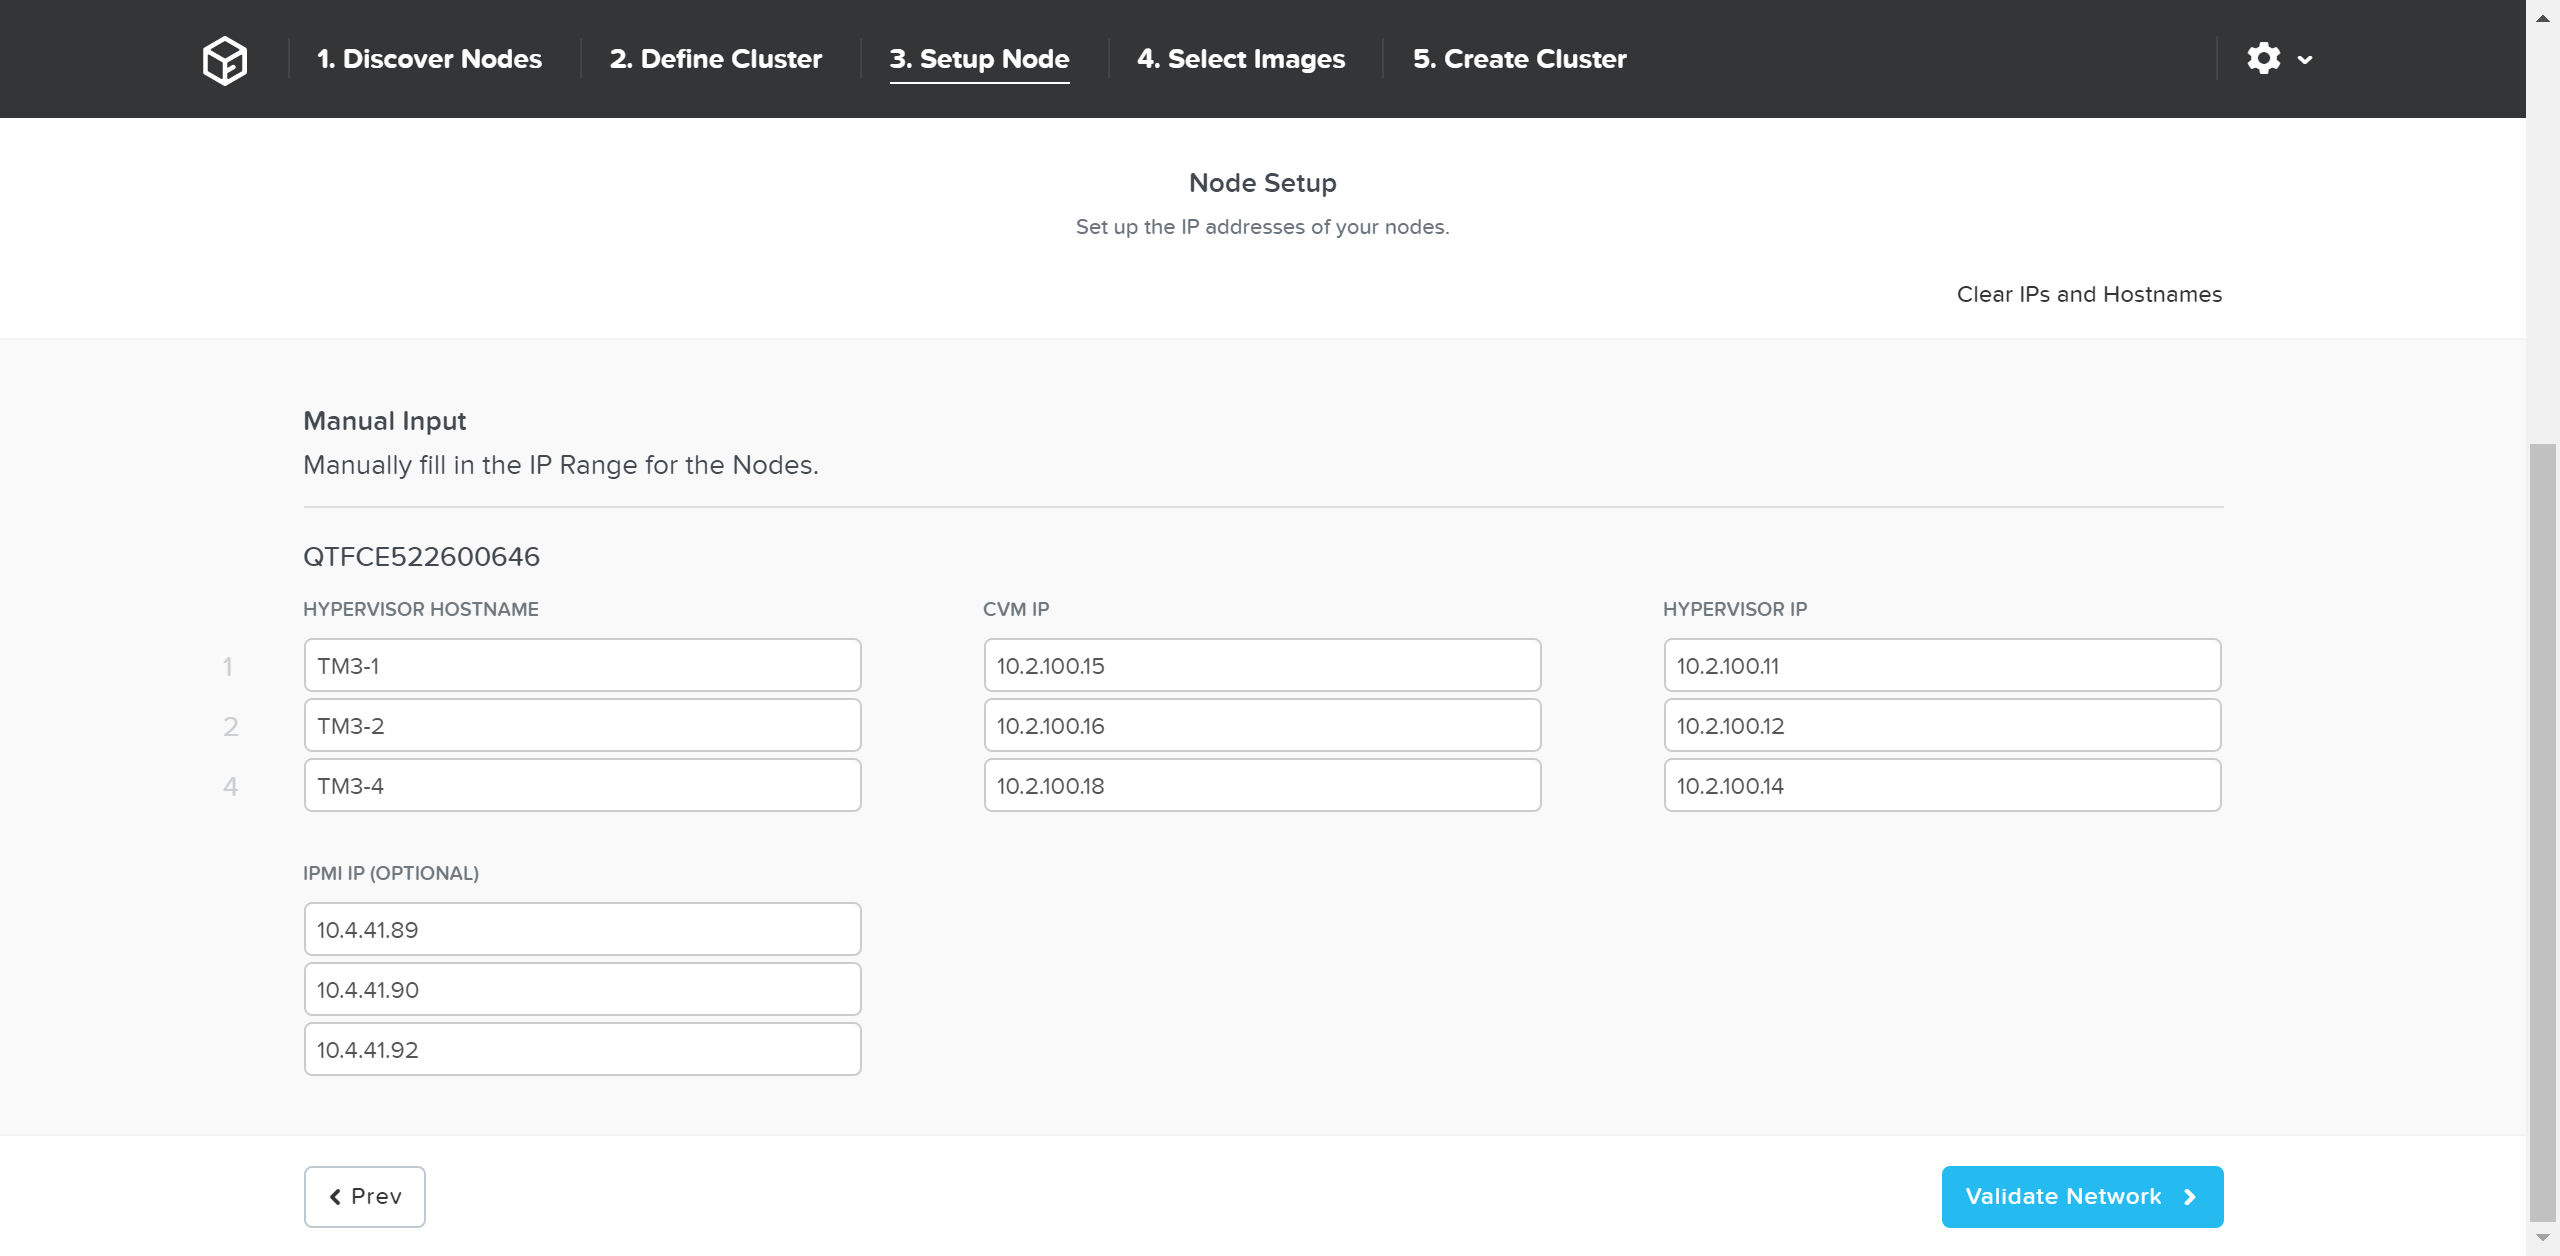 1. Discover Nodes
2. Define Cluster
3. Setup Node
4. Select Images
5. Create Cluster
Node Setup
Set up the IP addresses of your nodes.
Clear IPs and Hostnames
Manual Input
Manually fill in the IP Range for the Nodes.
QTFCE522600646
HYPERVISOR HOSTNAME
CVM IP
HYPERVISOR IP
1
TM3-1
10.2.100.15
10.2.100.11
2
TM3-2
10.2.100.16
10.2.100.12
4
TM3-4
10.2.100.18
10.2.100.14
IPMI IP (OPTIONAL)
10.4.41.89
10.4.41.90
10.4.41.92
Prev
Validate Network